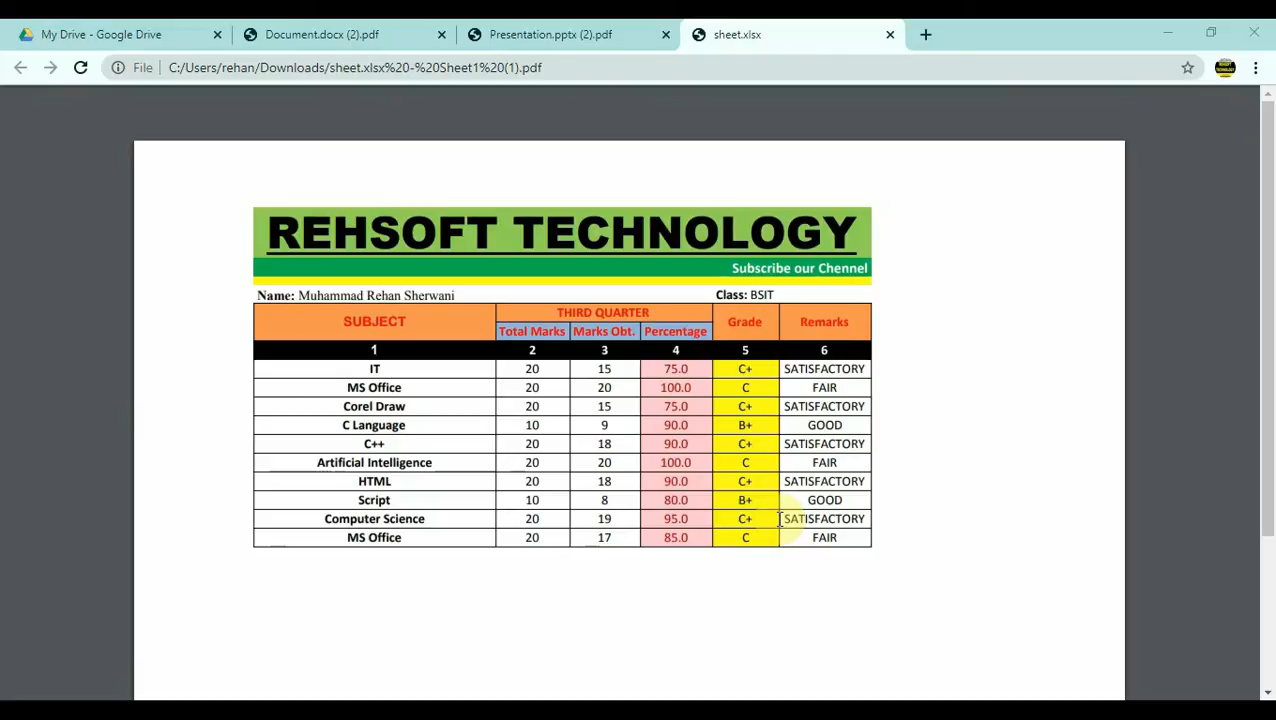 My Drive - Google Drive Document.docx (2).pdf Presentation.pptx (2).pdf sheet.xlsx
File C:/Users/rehan/Downloads/sheet.xlsx%20-%20Sheet1%20(1).pdf
REHSOFT TECHNOLOGY
Subscribe our Chennel
Name: Muhammad Rehan Sherwani Class: BSIT
SUBJECT THIRD QUARTER Grade Remarks
Total Marks Marks Obt. Percentage
1 2 3 4 5 6
IT 20 15 75.0 C+ SATISFACTORY
MS Office 20 20 100.0 C FAIR
Corel Draw 20 15 75.0 C+ SATISFACTORY
C Language 10 9 90.0 B+ GOOD
C++ 20 18 90.0 C+ SATISFACTORY
Artificial Intelligence 20 20 100.0 C FAIR
HTML 20 18 90.0 C+ SATISFACTORY
Script 10 8 80.0 B+ GOOD
Computer Science 20 19 95.0 C+ SATISFACTORY
MS Office 20 17 85.0 C FAIR